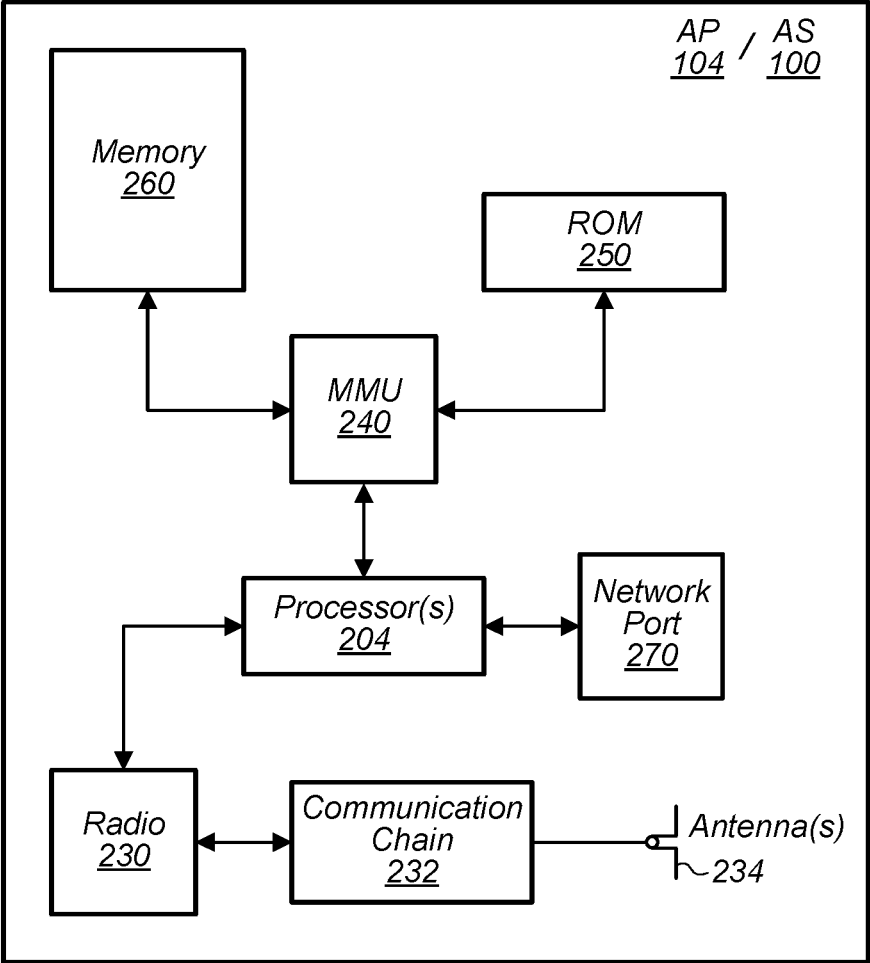 AP / AS
104 100
Memory
260
ROM
250
MMU
240
Processor(s)
204
Network
Port
270
Radio
230
Communication
Chain
232
Antenna(s)
234